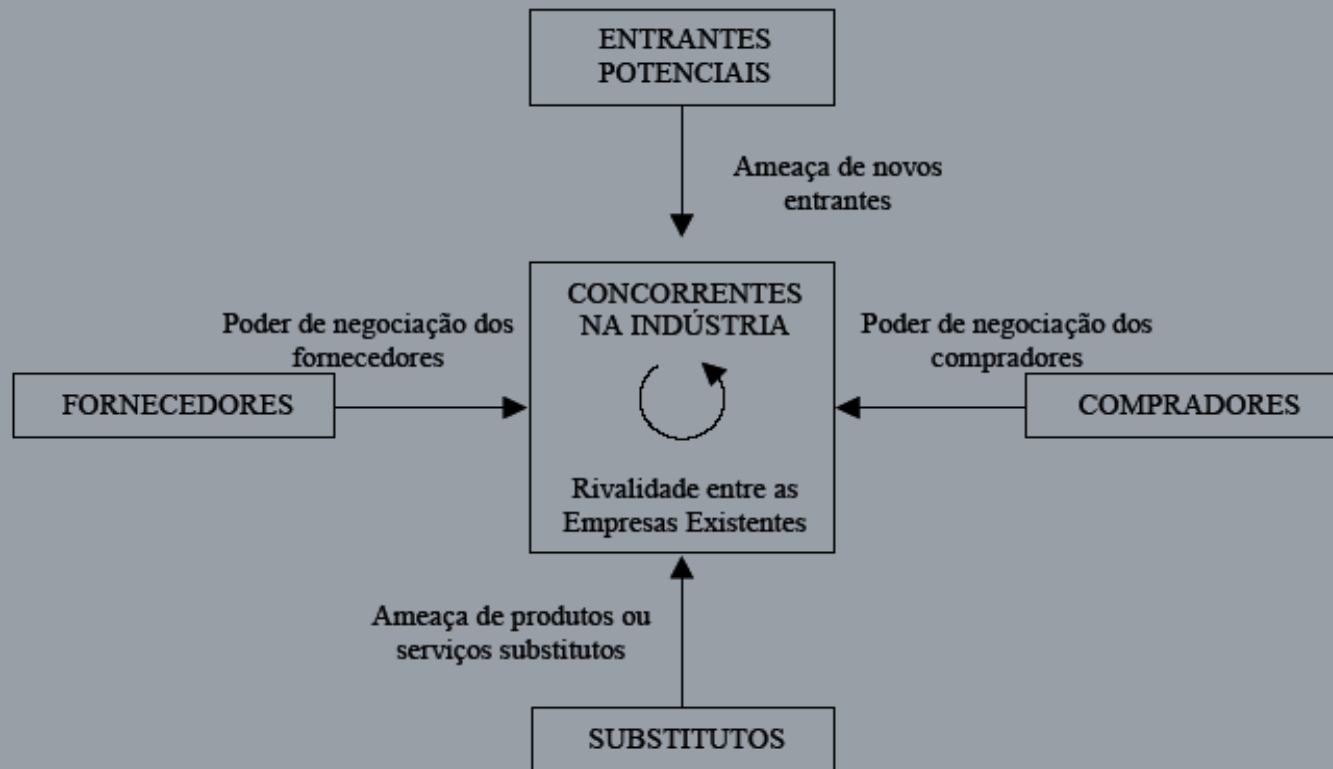 ENTRANTES
POTENCIAIS
Ameaça de novos
entrantes
CONCORRENTES
NA INDÚSTRIA
Poder de negociação dos
fornecedores
Poder de negociação dos
compradores
FORNECEDORES
COMPRADORES
Rivalidade entre as
Empresas Existentes
Ameaça de produtos ou
serviços substitutos
SUBSTITUTOS